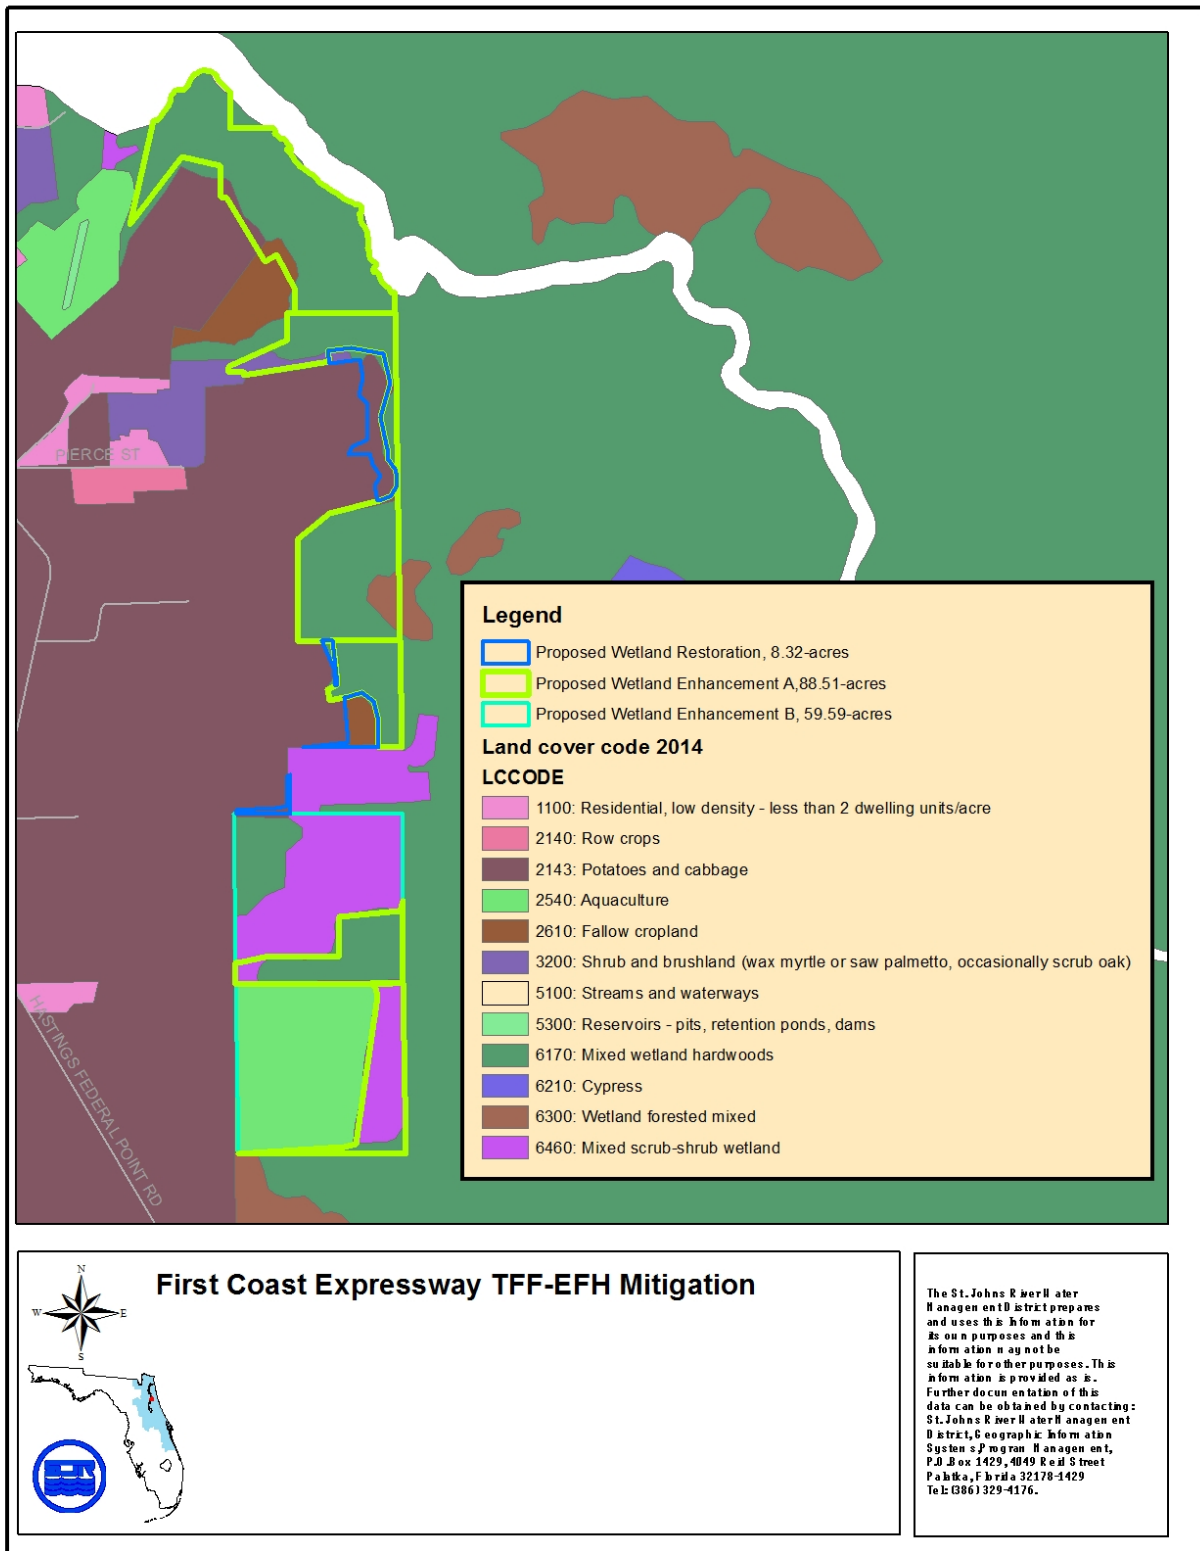 PIERCE ST
HASTINGS FEDERAL POINT RD
Legend
Proposed Wetland Restoration, 8.32-acres
Proposed Wetland Enhancement A,88.51-acres
Proposed Wetland Enhancement B, 59.59-acres
Land cover code 2014
LCCODE
1100: Residential, low density - less than 2 dwelling units/acre
2140: Row crops
2143: Potatoes and cabbage
2540: Aquaculture
2610: Fallow cropland
3200: Shrub and brushland (wax myrtle or saw palmetto, occasionally scrub oak)
5100: Streams and waterways
5300: Reservoirs - pits, retention ponds, dams
6170: Mixed wetland hardwoods
6210: Cypress
6300: Wetland forested mixed
6460: Mixed scrub-shrub wetland
First Coast Expressway TFF-EFH Mitigation
N
W E
S
The St. Johns River Water
Management District prepares
and uses this information for
its own purposes and this
information may not be
suitable for other purposes. This
information is provided as is.
Further documentation of this
data can be obtained by contacting:
St. Johns River Water Management
District, Geographic Information
Systems, Program Management,
P.O. Box 1429, 4049 Reid Street
Palatka, Florida 32178-1429
Tel: (386) 329-4176.